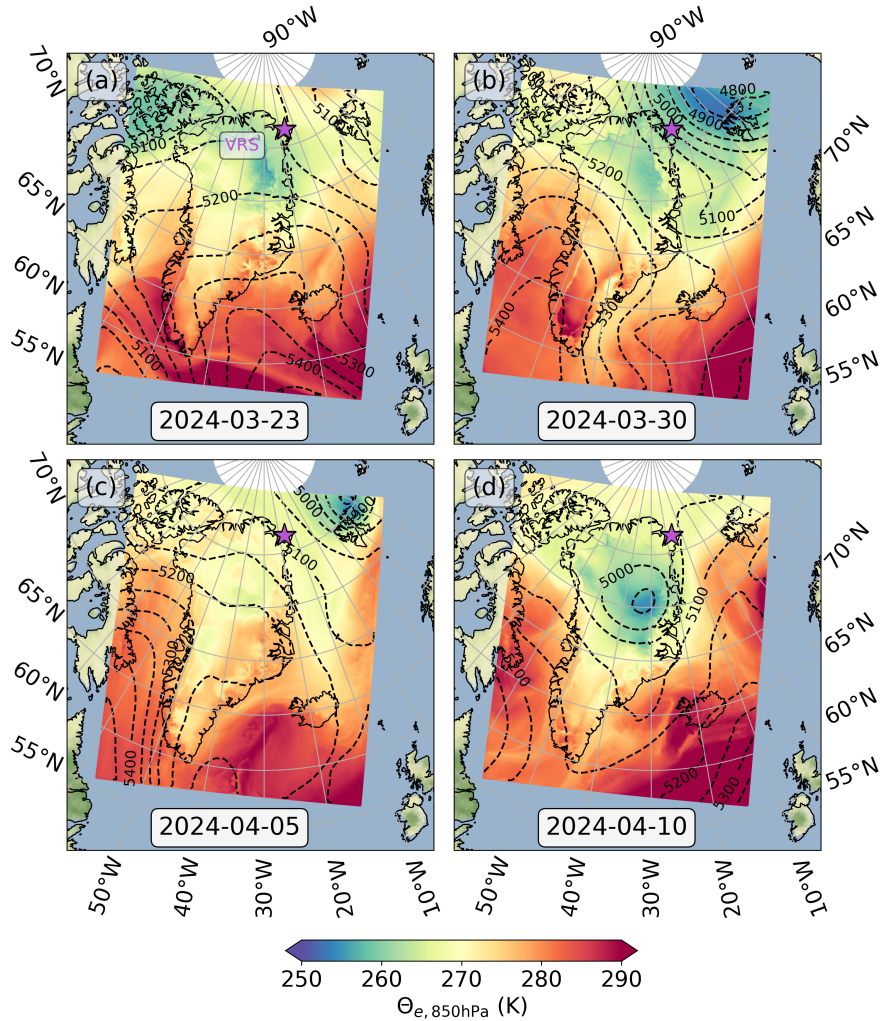 90°W 90°W
(a) (b)
70°N 65°N 60°N 55°N
VRS
5100 5100 5200 5100 5400 5300
4800 5000 4900 5200 5100 5400 5300
70°N 65°N 60°N 55°N
2024-03-23 2024-03-30
(c) (d)
70°N 65°N 60°N 55°N
5000 4900 5100 5200 5300 5400
5000 5100 5200 5200 5300
70°N 65°N 60°N 55°N
2024-04-05 2024-04-10
50°W 40°W 30°W 20°W 10°W 50°W 40°W 30°W 20°W 10°W
250 260 270 280 290
Θe, 850hPa (K)